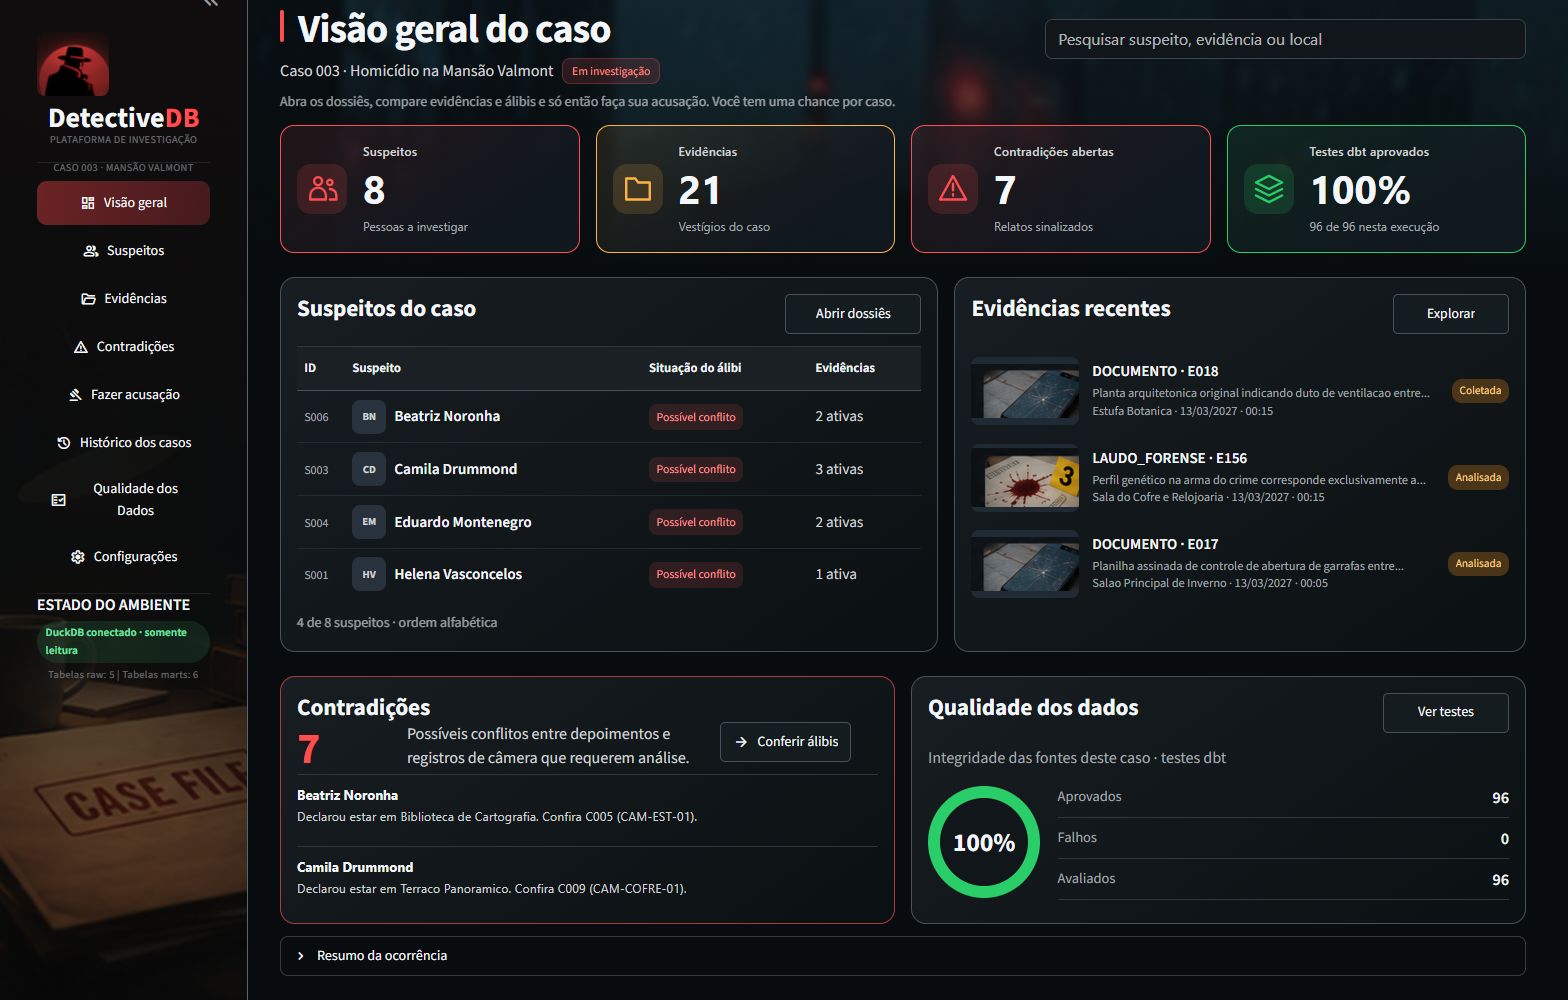 DetectiveDB
PLATAFORMA DE INVESTIGAÇÃO
CASO 003 · MANSÃO VALMONT
Visão geral
Suspeitos
Evidências
Contradições
Fazer acusação
Histórico dos casos
Qualidade dos
Dados
Configurações
ESTADO DO AMBIENTE
DuckDB conectado · somente
leitura
Tabelas raw: 5 | Tabelas marts: 6
CASE FILE
Visão geral do caso
Pesquisar suspeito, evidência ou local
Caso 003 · Homicídio na Mansão Valmont
Em investigação
Abra os dossiês, compare evidências e álibis e só então faça sua acusação. Você tem uma chance por caso.
Suspeitos
8
Pessoas a investigar
Evidências
21
Vestígios do caso
Contradições abertas
7
Relatos sinalizados
Testes dbt aprovados
100%
96 de 96 nesta execução
Suspeitos do caso
Abrir dossiês
ID Suspeito Situação do álibi Evidências
S006 BN Beatriz Noronha Possível conflito 2 ativas
S003 CD Camila Drummond Possível conflito 3 ativas
S004 EM Eduardo Montenegro Possível conflito 2 ativas
S001 HV Helena Vasconcelos Possível conflito 1 ativa
4 de 8 suspeitos · ordem alfabética
Evidências recentes
Explorar
DOCUMENTO · E018
Planta arquitetonica original indicando duto de ventilacao entre...
Estufa Botanica · 13/03/2027 · 00:15
Coletada
3
LAUDO_FORENSE · E156
Perfil genético na arma do crime corresponde exclusivamente a...
Sala do Cofre e Relojoaria · 13/03/2027 · 00:15
Analisada
DOCUMENTO · E017
Planilha assinada de controle de abertura de garrafas entre...
Salao Principal de Inverno · 13/03/2027 · 00:05
Analisada
Contradições
7
Possíveis conflitos entre depoimentos e
registros de câmera que requerem análise.
Conferir álibis
Beatriz Noronha
Declarou estar em Biblioteca de Cartografia. Confira C005 (CAM-EST-01).
Camila Drummond
Declarou estar em Terraco Panoramico. Confira C009 (CAM-COFRE-01).
Qualidade dos dados
Ver testes
Integridade das fontes deste caso · testes dbt
100%
Aprovados 96
Falhos 0
Avaliados 96
Resumo da ocorrência